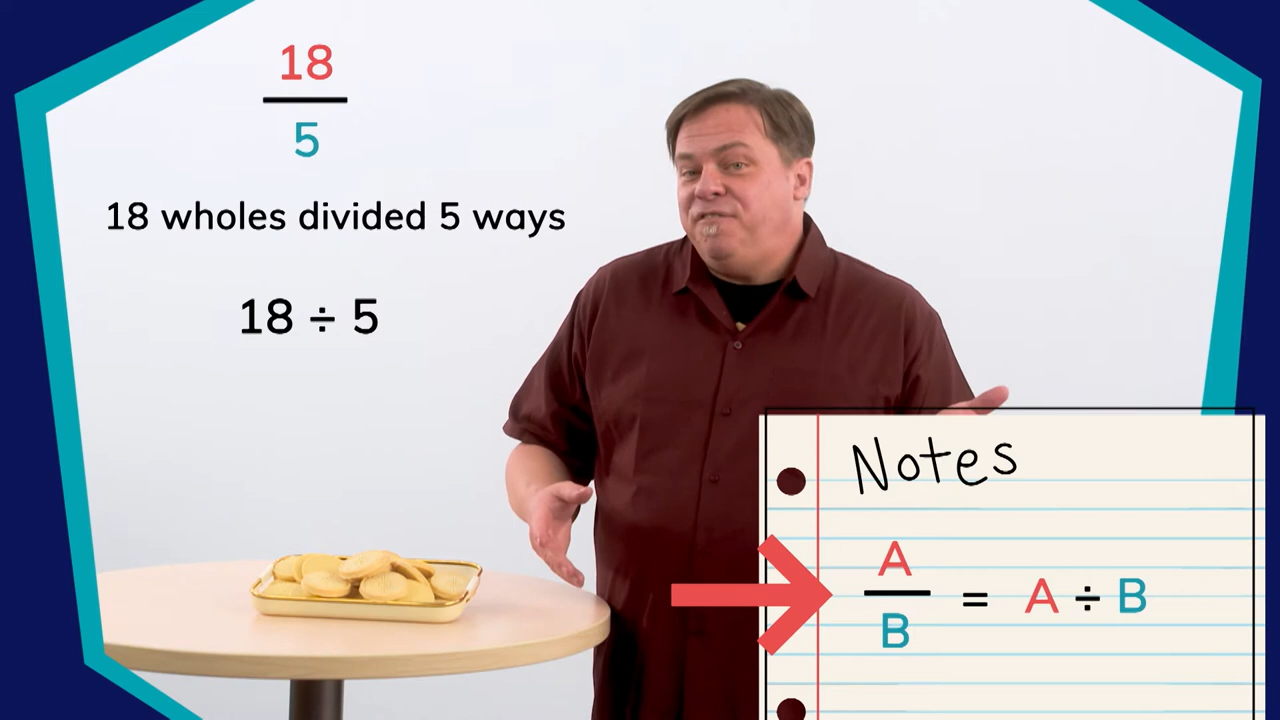 18
5
18 wholes divided 5 ways
18 ÷ 5
Notes
A
B
= A ÷ B